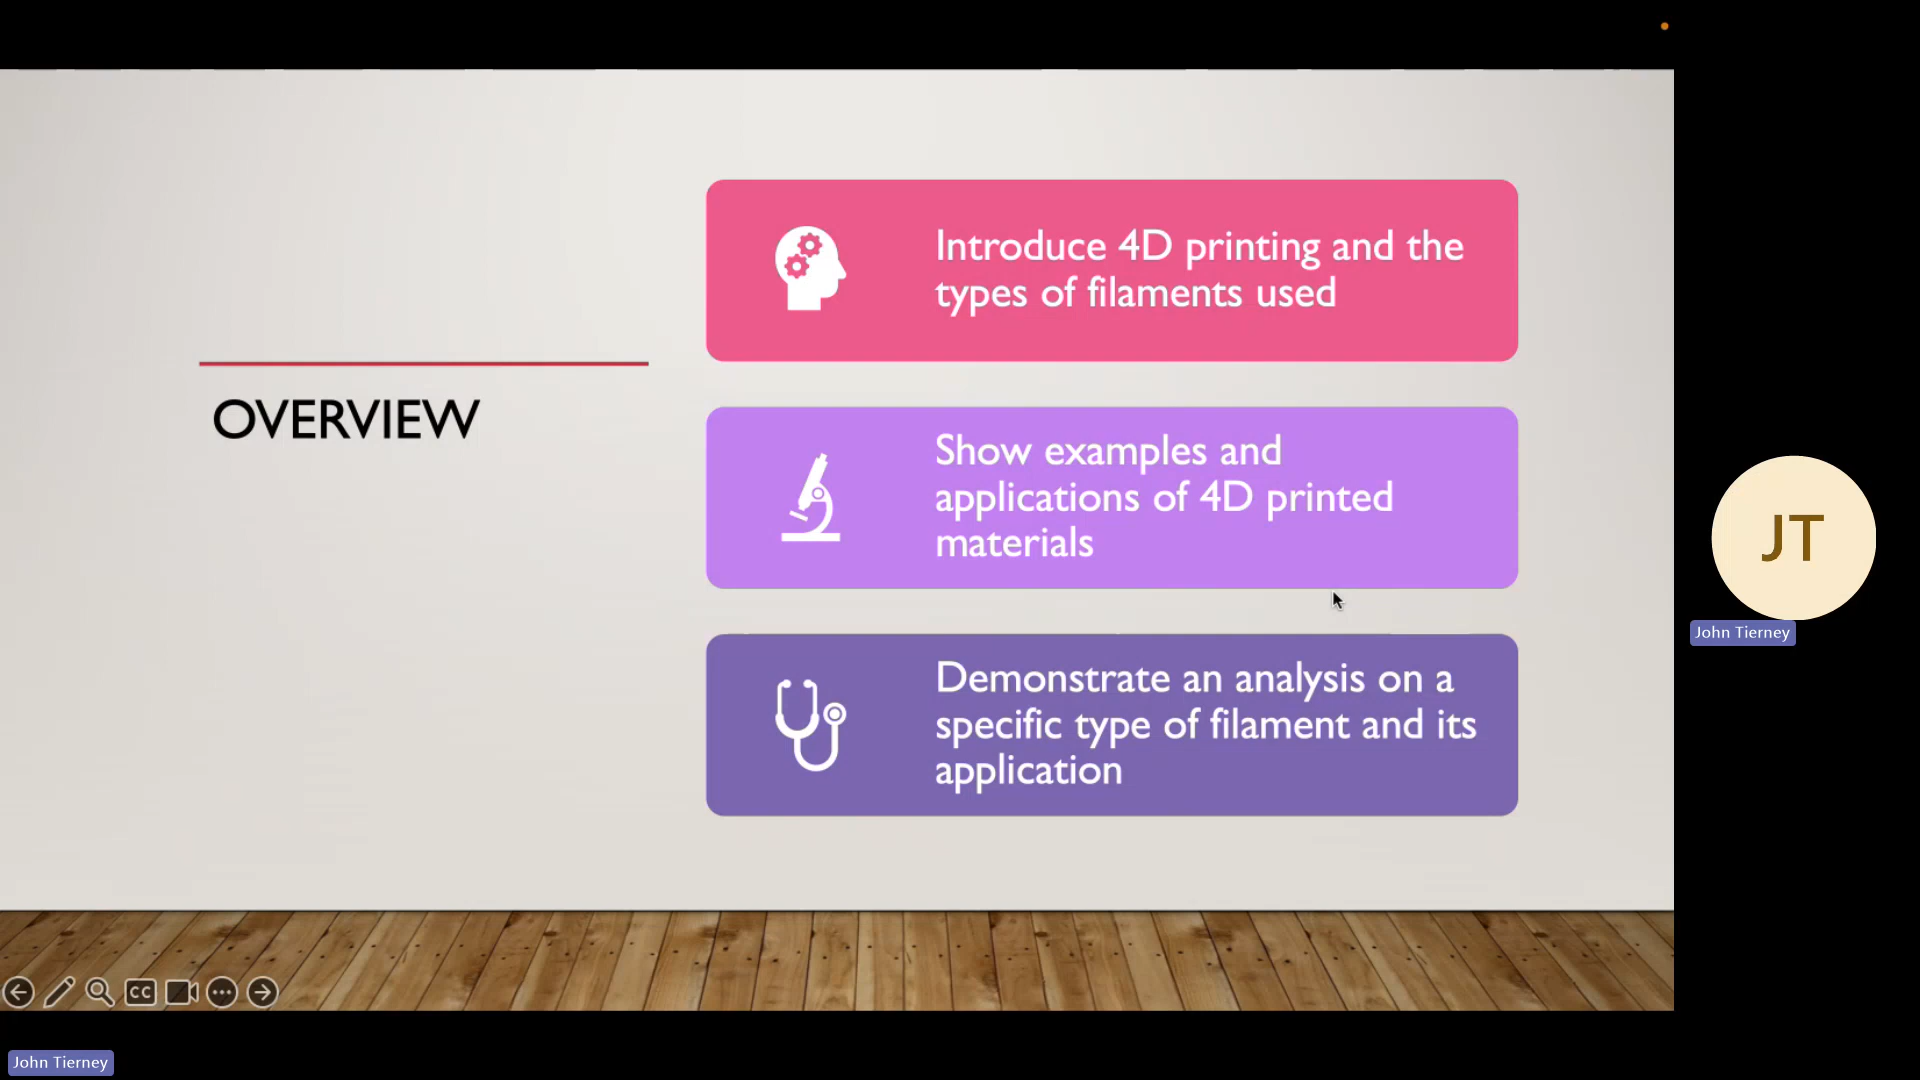 OVERVIEW
Introduce 4D printing and the
types of filaments used
Show examples and
applications of 4D printed
materials
Demonstrate an analysis on a
specific type of filament and its
application
JT
John Tierney
CC
John Tierney